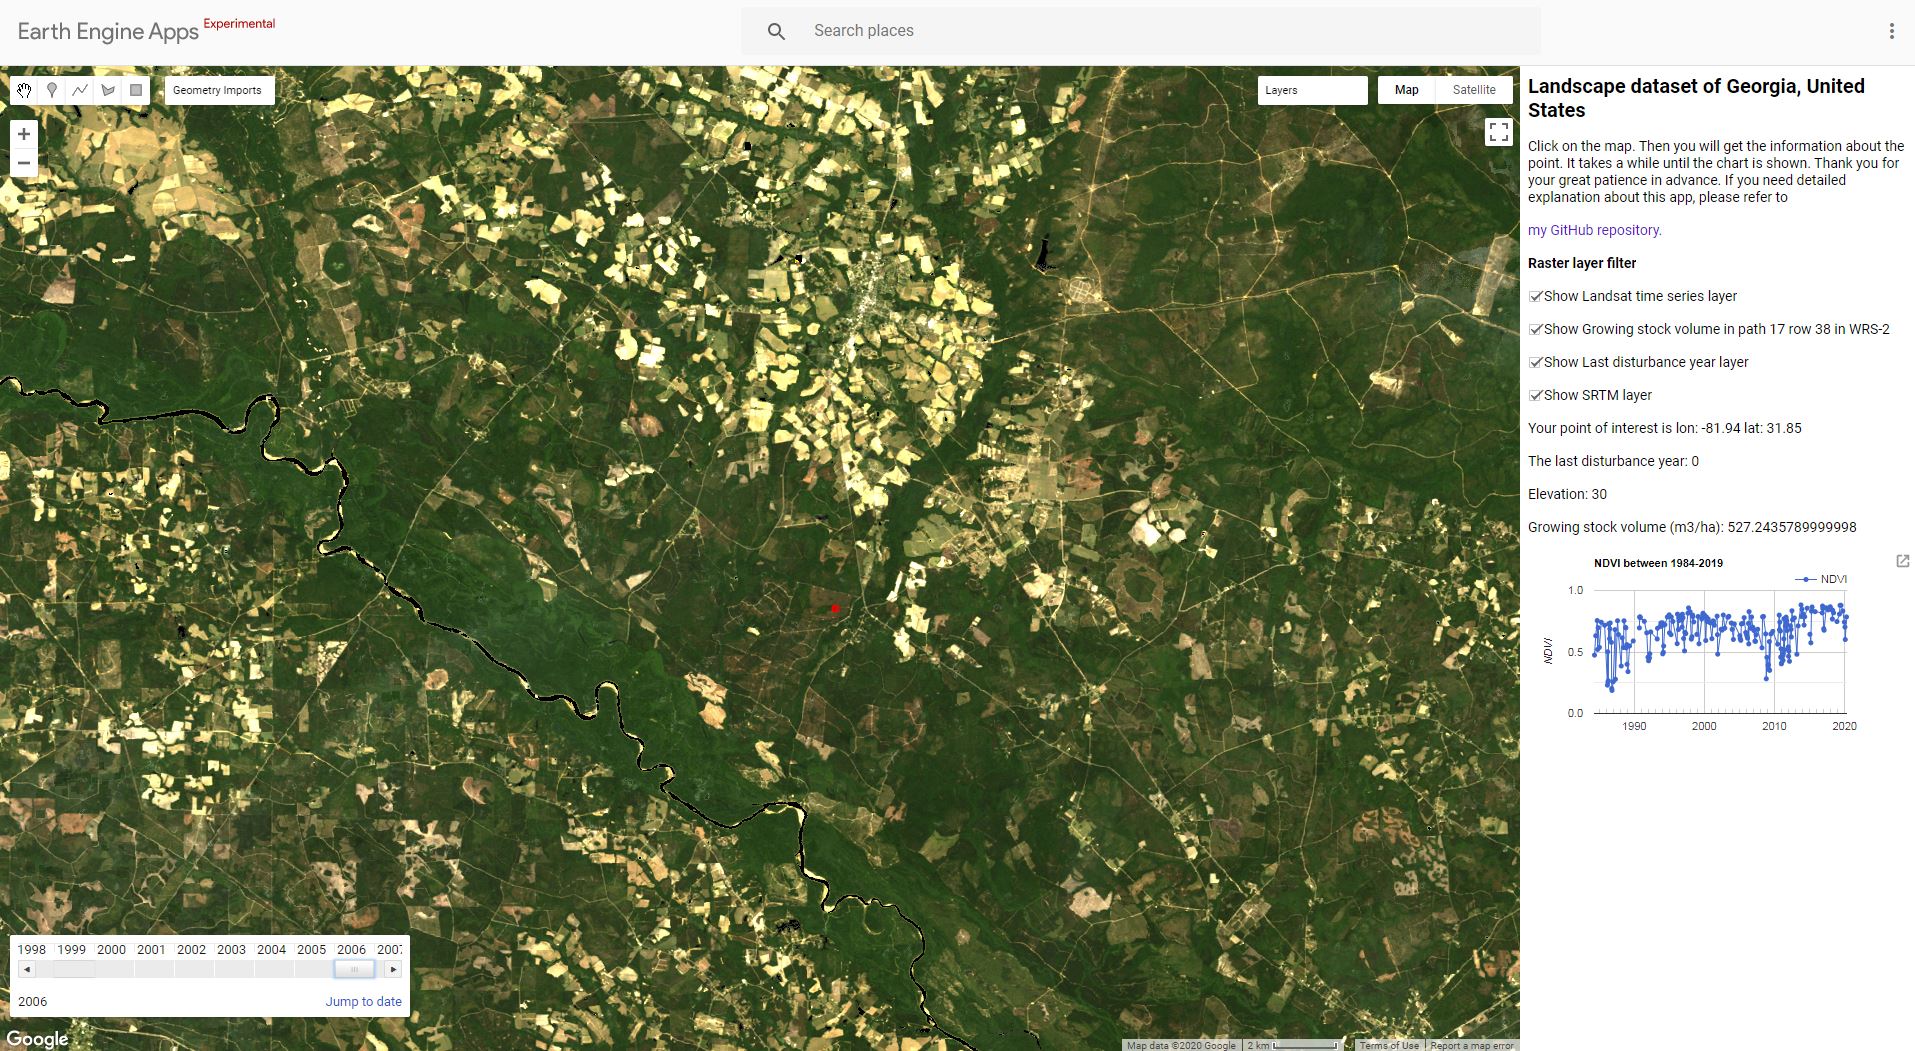 Earth Engine Apps Experimental
Search places
Geometry Imports
Layers
Map
Satellite
+
−
Landscape dataset of Georgia, United
States
Click on the map. Then you will get the information about the
point. It takes a while until the chart is shown. Thank you for
your great patience in advance. If you need detailed
explanation about this app, please refer to
my GitHub repository.
Raster layer filter
Show Landsat time series layer
Show Growing stock volume in path 17 row 38 in WRS-2
Show Last disturbance year layer
Show SRTM layer
Your point of interest is lon: -81.94 lat: 31.85
The last disturbance year: 0
Elevation: 30
Growing stock volume (m3/ha): 527.2435789999998
NDVI between 1984-2019
NDVI
1.0
0.5
0.0
NDVI
1990 2000 2010 2020
1998 1999 2000 2001 2002 2003 2004 2005 2006 2007
2006
Jump to date
Google
Map data ©2020 Google
2 km
Terms of Use
Report a map error